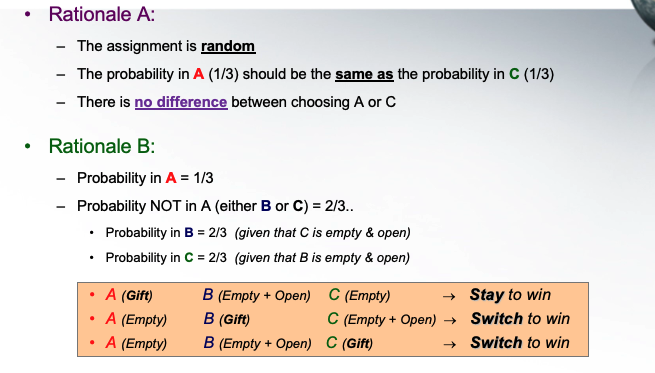 • Rationale A:
– The assignment is random
– The probability in A (1/3) should be the same as the probability in C (1/3)
– There is no difference between choosing A or C
• Rationale B:
– Probability in A = 1/3
– Probability NOT in A (either B or C) = 2/3..
• Probability in B = 2/3 (given that C is empty & open)
• Probability in C = 2/3 (given that B is empty & open)
• A (Gift) B (Empty + Open) C (Empty) → Stay to win
• A (Empty) B (Gift) C (Empty + Open) → Switch to win
• A (Empty) B (Empty + Open) C (Gift) → Switch to win